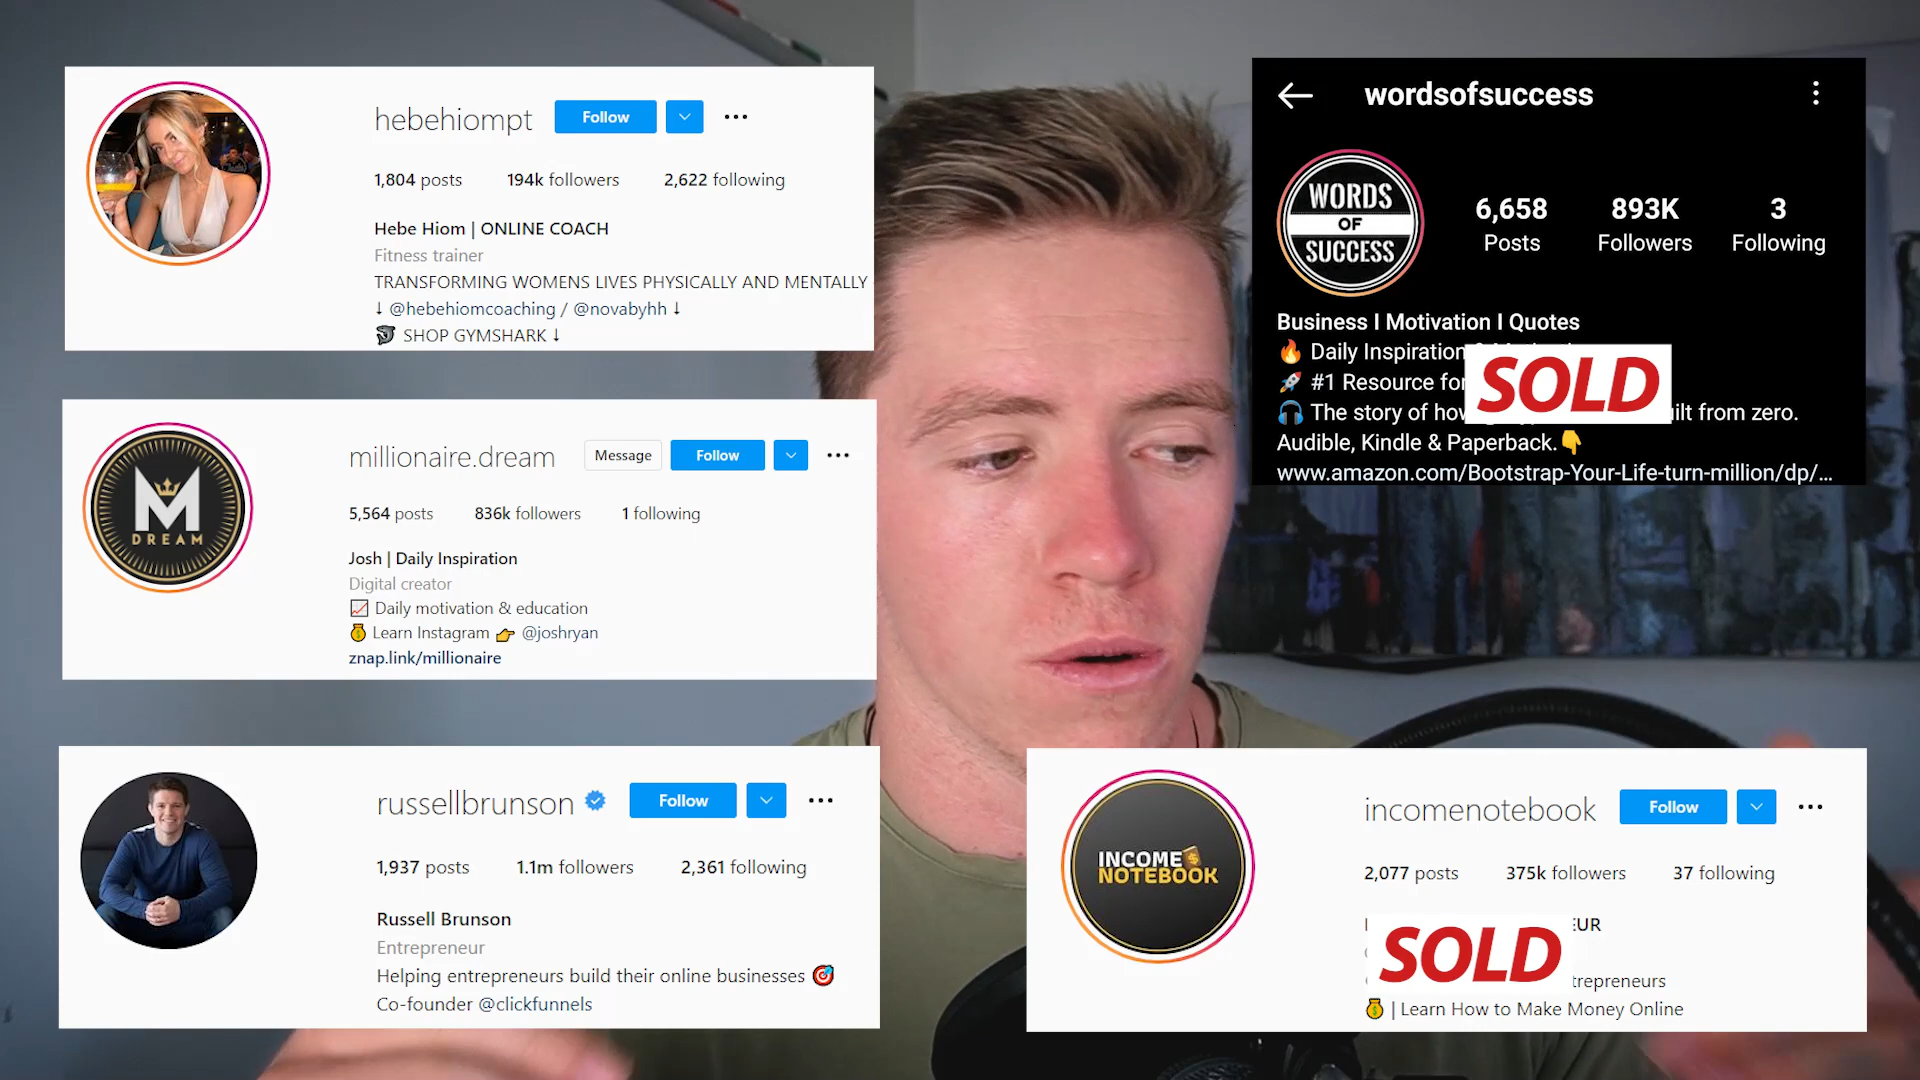 hebehiompt Follow
1,804 posts 194k followers 2,622 following
Hebe Hiom | ONLINE COACH
Fitness trainer
TRANSFORMING WOMENS LIVES PHYSICALLY AND MENTALLY
↓ @hebehiomcoaching / @novabyhh ↓
SHOP GYMSHARK ↓
M
DREAM
millionaire.dream Message Follow
5,564 posts 836k followers 1 following
Josh | Daily Inspiration
Digital creator
📈 Daily motivation & education
💰 Learn Instagram 👉 @joshryan
znap.link/millionaire
russellbrunson Follow
1,937 posts 1.1m followers 2,361 following
Russell Brunson
Entrepreneur
Helping entrepreneurs build their online businesses 🎯
Co-founder @clickfunnels
wordsofsuccess
WORDS
OF
SUCCESS
6,658 893K 3
Posts Followers Following
Business I Motivation I Quotes
🔥 Daily Inspiration
🚀 #1 Resource for
SOLD
🎧 The story of from zero.
Audible, Kindle & Paperback.👇
www.amazon.com/Bootstrap-Your-Life-turn-million/dp/...
INCOME
NOTEBOOK
incomenotebook Follow
2,077 posts 375k followers 37 following
SOLD
💰 | Learn How to Make Money Online